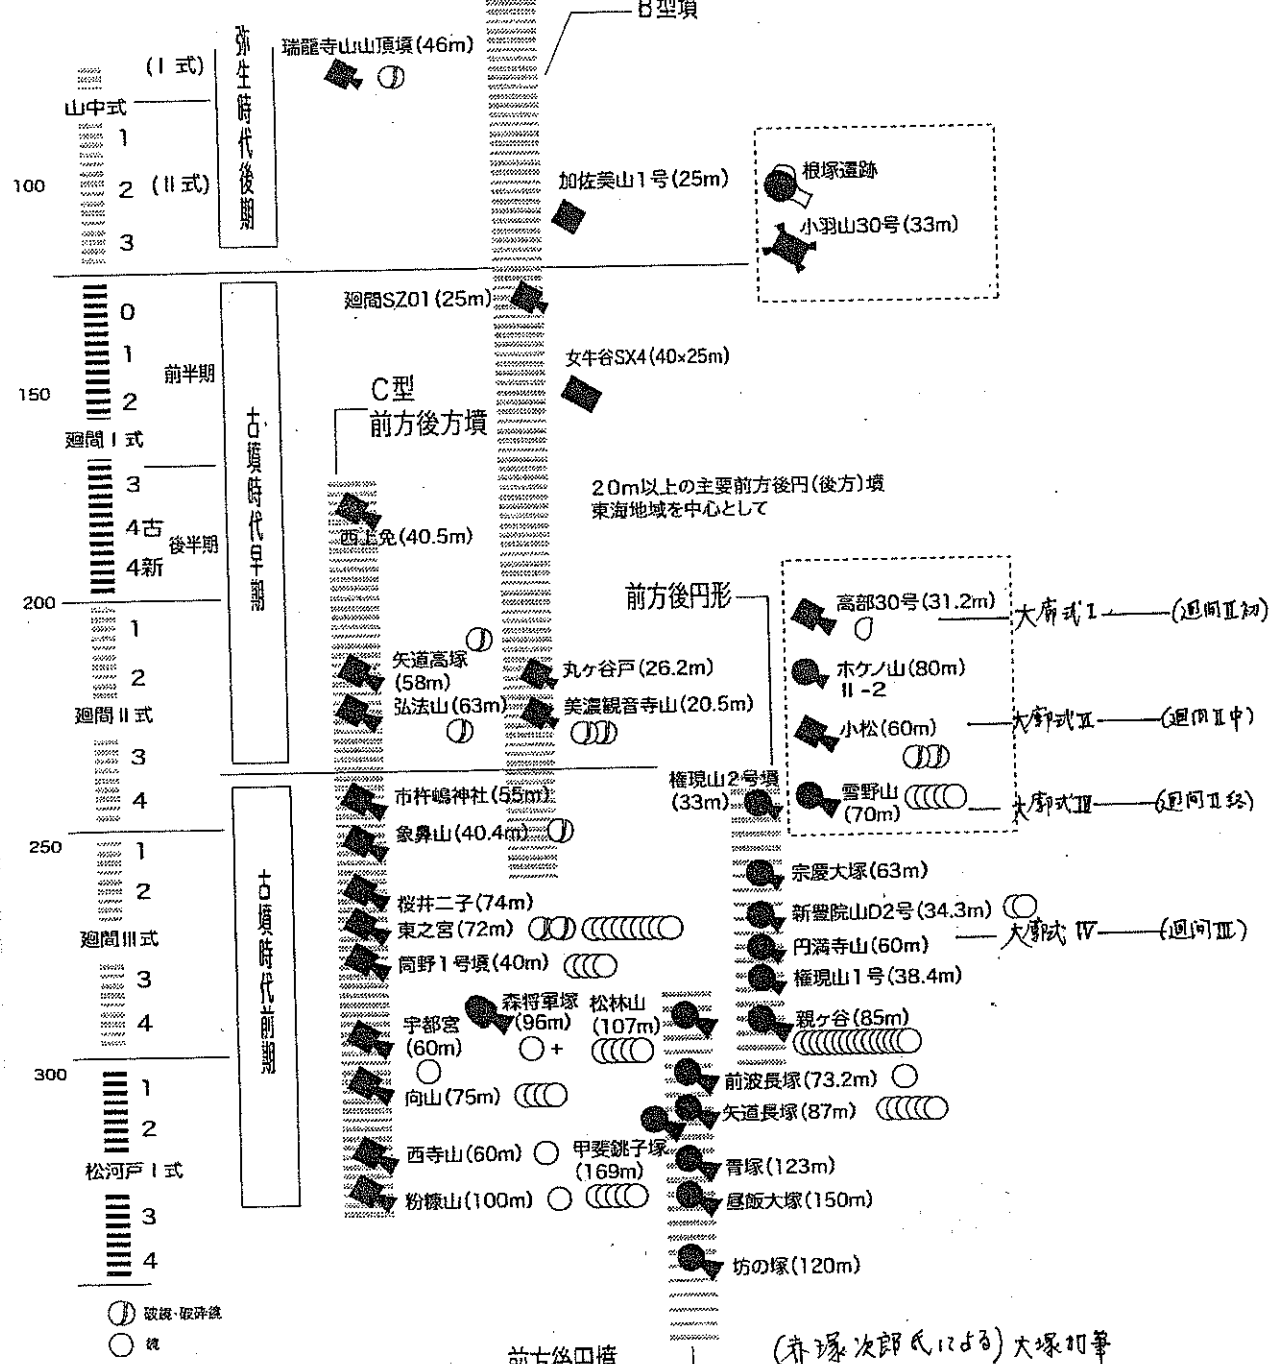 B型墳
弥生時代後期
瑞龍寺山山頂墳(46m)
(Ⅰ式)
山中式
1
100
2
(Ⅱ式)
3
加佐美山1号(25m)
根塚遺跡
小羽山30号(33m)
0
廻間SZ01(25m)
1
前半期
女牛谷SX4(40×25m)
150
2
C型
前方後方墳
廻間Ⅰ式
古墳時代早期
3
20m以上の主要前方後円(後方)墳
東海地域を中心として
4古
後半期
4新
西上免(40.5m)
200
前方後円形
高部30号(31.2m)
大廓式Ⅰ
(廻間Ⅱ初)
1
2
矢道高塚
(58m)
丸ヶ谷戸(26.2m)
ホケノ山(80m)
Ⅱ-2
廻間Ⅱ式
弘法山(63m)
美濃観音寺山(20.5m)
小松(60m)
大廓式Ⅱ
(廻間Ⅱ中)
3
4
市杵嶋神社(55m)
権現山2号墳
(33m)
雪野山
(70m)
大廓式Ⅲ
(廻間Ⅱ終)
象鼻山(40.4m)
250
1
古墳時代前期
宗慶大塚(63m)
2
桜井二子(74m)
新豊院山D2号(34.3m)
廻間Ⅲ式
東之宮(72m)
円満寺山(60m)
大廓式Ⅳ
(廻間Ⅲ)
3
筒野1号墳(40m)
権現山1号(38.4m)
4
宇都宮
(60m)
森将軍塚
(96m)
+
松林山
(107m)
親ヶ谷(85m)
300
1
向山(75m)
前波長塚(73.2m)
2
矢道長塚(87m)
松河戸Ⅰ式
西寺山(60m)
甲斐銚子塚
(169m)
青塚(123m)
3
粉糠山(100m)
昼飯大塚(150m)
4
坊の塚(120m)
破鏡・破砕鏡
鏡
前方後円墳
(赤塚次郎氏による)大塚加筆